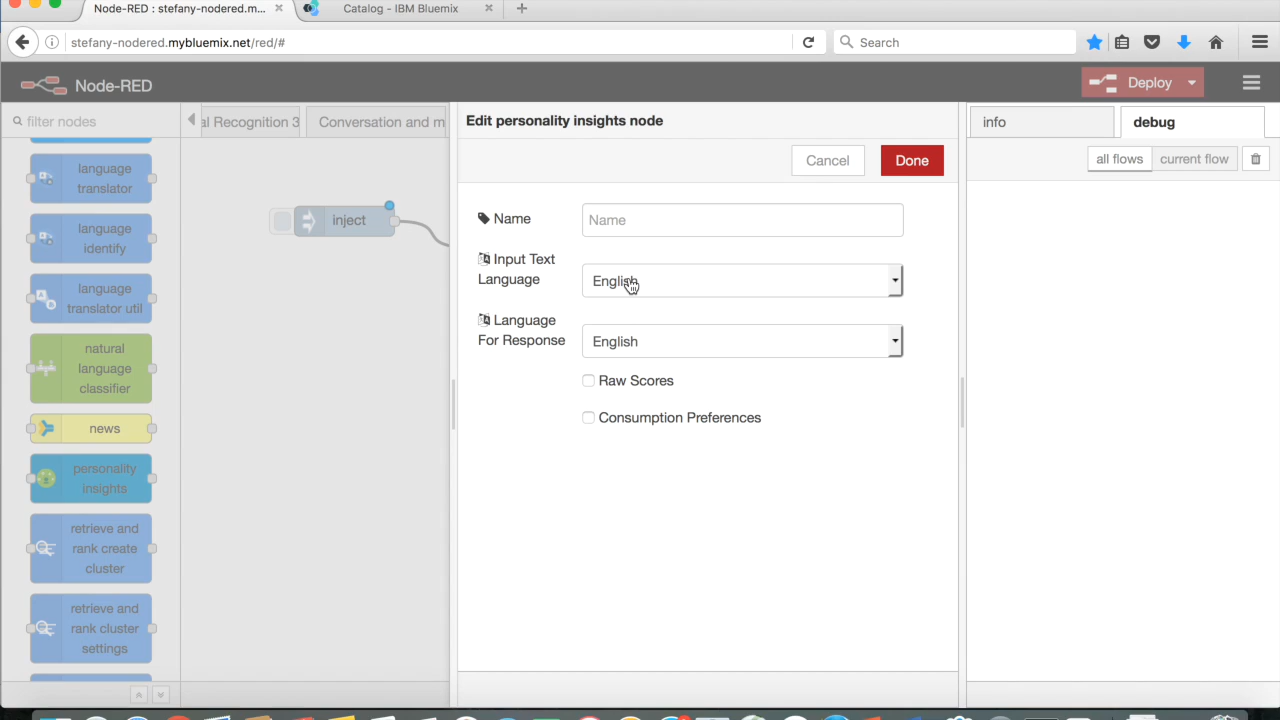 Node-RED : stefany-nodered.m...
Catalog - IBM Bluemix
stefany-nodered.mybluemix.net/red/#
Search
Node-RED
Deploy
filter nodes
al Recognition 3
Conversation and m
Edit personality insights node
info
debug
Cancel
Done
all flows
current flow
language
translator
language
identify
language
translator util
natural
language
classifier
news
personality
insights
retrieve and
rank create
cluster
retrieve and
rank cluster
settings
inject
Name
Name
Input Text
Language
English
Language
For Response
English
Raw Scores
Consumption Preferences